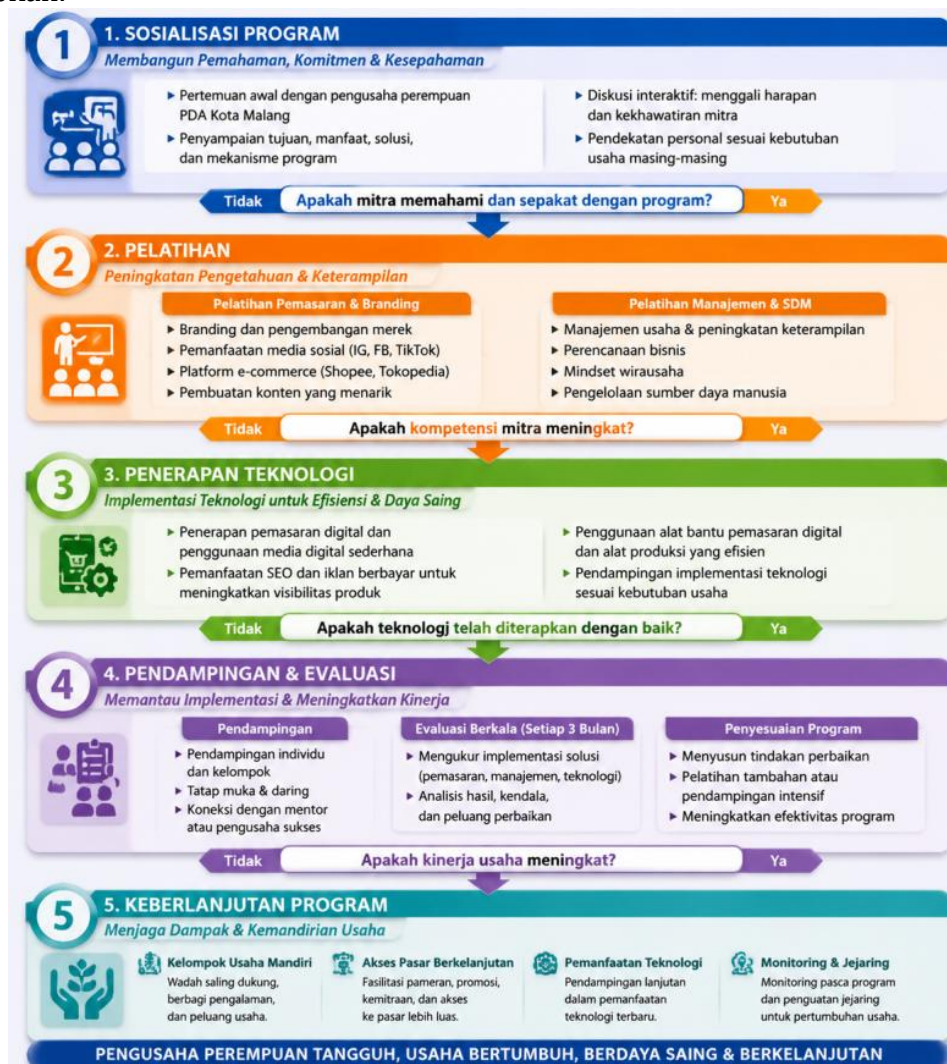 1
1. SOSIALISASI PROGRAM
Membangun Pemahaman, Komitmen & Kesepahaman
▶ Pertemuan awal dengan pengusaha perempuan
PDA Kota Malang
▶ Penyampaian tujuan, manfaat, solusi,
dan mekanisme program
▶ Diskusi interaktif: menggali harapan
dan kekhawatiran mitra
▶ Pendekatan personal sesuai kebutuban
usaha masing-masing
Tidak Apakah mitra memahami dan sepakat dengan program? Ya
2
2. PELATIHAN
Peningkatan Pengetahuan & Keterampilan
Pelatihan Pemasaran & Branding
▶ Branding dan pengembangan merek
▶ Pemanfaatan media sosial (IG, FB, TikTok)
▶ Platform e-commerce (Shopee, Tokopedia)
▶ Pembuatan konten yang menarik
Pelatihan Manajemen & SDM
▶ Manajemen usaha & peningkatan keterampilan
▶ Perencanaan bisnis
▶ Mindset wirausaha
▶ Pengelolaan sumber daya manusia
Tidak Apakah kompetensi mitra meningkat? Ya
3
3. PENERAPAN TEKNOLOGI
Implementasi Teknologi untuk Efisiensi & Daya Saing
▶ Penerapan pemasaran digital dan
penggunaan media digital sederhana
▶ Pemanfaatan SEO dan iklan berbayar untuk
meningkatkan visibilitas produk
▶ Penggunaan alat bantu pemasaran digital
dan alat produksi yang efisien
▶ Pendampingan implementasi teknologi
sesuai kebutuban usaha
Tidak Apakah teknologj telah diterapkan dengan baik? Ya
4
4. PENDAMPINGAN & EVALUASI
Memantau Implementasi & Meningkatkan Kinerja
Pendampingan
▶ Pendampingan individu
dan kelompok
▶ Tatap muka & daring
▶ Koneksi dengan mentor
atau pengusaha sukses
Evaluasi Berkala (Setiap 3 Bulan)
▶ Mengukur implementasi solusi
(pemasaran, manajemen, teknologi)
▶ Analisis hasil, kendala,
dan peluang perbaikan
Penyesuaian Program
▶ Menyusun tindakan perbaikan
▶ Pelatihan tambahan atau
pendampingan intensif
▶ Meningkatkan efektivitas program
Tidak Apakah kinerja usaha meningkat? Ya
5
5. KEBERLANJUTAN PROGRAM
Menjaga Dampak & Kemandirian Usaha
Kelompok Usaha Mandiri
Wadah saling dukung,
berbagi pengalaman,
dan peluang usaha.
Akses Pasar Berkelanjutan
Fasilitasi pameran, promosi,
kemitraan, dan akses
ke pasar lebih luas.
Pemanfaatan Teknologi
Pendampingan lanjutan
dalam pemanfaatan
teknologi terbaru.
Monitoring & Jejaring
Monitoring pasca program
dan penguatan jejaring
untuk pertumbuhan usaha.
PENGUSAHA PEREMPUAN TANGGUH, USAHA BERTUMBUH, BERDAYA SAING & BERKELANJUTAN